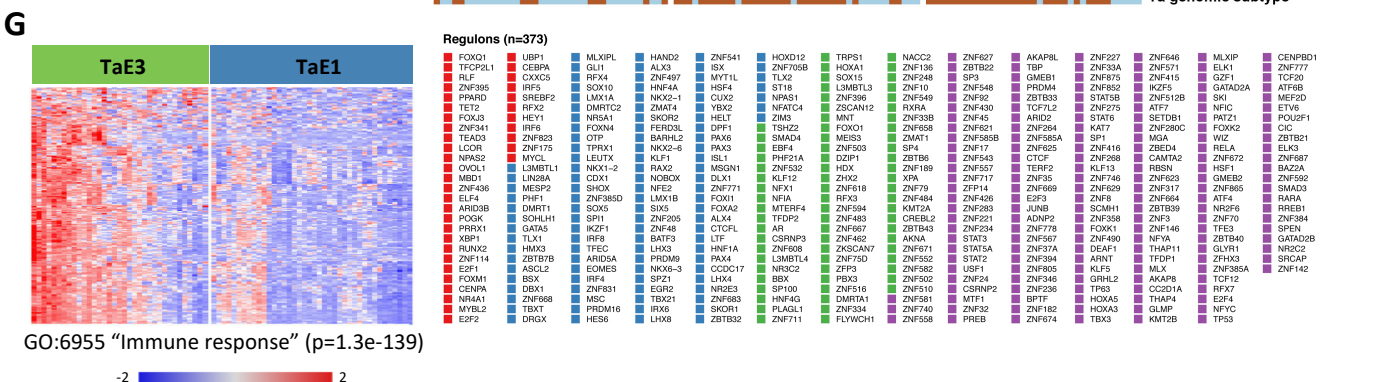 Ta genomic subtype
G
TaE3 TaE1
GO:6955 “Immune response” (p=1.3e-139)
-2 2
Regulons (n=373)
FOXQ1 UBP1 MLXIPL HAND2 ZNF541 HOXD12 TRPS1 NACC2 ZNF627 AKAP8L ZNF227 ZNF646 MLXIP CENPBD1
TFCP2L1 CEBPA GLI1 ALX3 ISX ZNF705B HOXA1 ZNF136 ZBTB22 TBP ZNF33A ZNF571 ELK1 ZNF777
RLF CXXC5 RFX4 ZNF497 MYT1L TLX2 SOX15 ZNF248 SP3 GMEB1 ZNF875 ZNF415 GZF1 TCF20
ZNF395 IRF5 SOX10 HNF4A HSF4 ST18 L3MBTL3 ZNF10 ZNF548 PRDM4 ZNF852 IKZF5 GATAD2A ATF6B
PPARD SREBF2 LMX1A NKX2−1 CUX2 NPAS1 ZNF396 ZNF549 ZNF92 ZBTB33 STAT5B ZNF512B SKI MEF2D
TET2 RFX2 DMRTC2 ZMAT4 YBX2 NFATC4 ZSCAN12 RXRA ZNF430 TCF7L2 ZNF275 ATF7 NFIC ETV6
FOXJ3 HEY1 NR5A1 SKOR2 HELT ZIM3 MNT ZNF33B ZNF45 ARID2 STAT6 SETDB1 PATZ1 POU2F1
ZNF341 IRF6 FOXN4 FERD3L DPF1 TSHZ2 FOXO1 ZNF658 ZNF621 ZNF264 KAT7 ZNF280C FOXK2 CIC
TEAD3 ZNF823 OTP BARHL2 PAX6 SMAD4 MEIS3 ZMAT1 ZNF585B ZNF585A SP1 MGA WIZ ZBTB21
LCOR ZNF175 TPRX1 NKX2−6 PAX3 EBF4 ZNF503 SP4 ZNF17 ZNF625 ZNF416 ZBED4 RELA ELK3
NPAS2 MYCL LEUTX KLF1 ISL1 PHF21A DZIP1 ZBTB6 ZNF543 CTCF ZNF268 CAMTA2 ZNF672 ZNF687
OVOL1 L3MBTL1 NKX1−2 RAX2 MSGN1 ZNF532 HDX ZNF189 ZNF557 TERF2 KLF13 RBSN HSF1 BAZ2A
MBD1 LIN28A CDX1 NOBOX DLX1 KLF12 ZHX2 XPA ZNF717 ZNF35 ZNF746 ZNF623 GMEB2 ZNF592
ZNF436 MESP2 SHOX NFE2 ZNF771 NFX1 ZNF618 ZNF79 ZFP14 ZNF669 ZNF629 ZNF317 ZNF865 SMAD3
ELF4 PHF1 ZNF385D LMX1B FOXI1 NFIA RFX3 ZNF484 ZNF426 E2F3 ZNF8 ZNF664 ATF4 RARA
ARID3B DMRT1 SOX5 SIX5 FOXA2 MTERF4 ZNF594 KMT2A ZNF283 JUNB SCMH1 ZBTB39 NR2F6 RREB1
POGK SOHLH1 SPI1 ZNF205 ALX4 TFDP2 ZNF483 CREBL2 ZNF221 ADNP2 ZNF358 ZNF3 ZNF70 ZNF384
PRRX1 GATA5 IKZF1 ZNF48 CTCFL AR ZNF667 ZBTB43 ZNF234 ZNF778 FOXK1 ZNF146 TFE3 SPEN
XBP1 TLX1 IRF8 BATF3 LTF CSRNP3 ZNF462 AKNA STAT3 ZNF567 ZNF490 NFYA ZBTB40 GATAD2B
RUNX2 HMX3 TFEC LHX3 HNF1A ZNF608 ZKSCAN7 ZNF671 STAT5A ZNF37A DEAF1 THAP11 GLYR1 NR2C2
ZNF114 ZBTB7B ARID5A PRDM9 PAX4 L3MBTL4 ZNF75D ZNF552 STAT2 ZNF394 ARNT TFDP1 ZFHX3 SRCAP
E2F1 ASCL2 EOMES NKX6−3 CCDC17 NR3C2 ZFP3 ZNF582 USF1 ZNF805 KLF5 MLX ZNF385A ZNF142
FOXM1 BSX IRF4 SPZ1 LHX4 BBX PBX3 ZNF502 ZNF24 ZNF346 GRHL2 AKAP8 TCF12
CENPA DBX1 ZNF831 EGR2 NR2E3 SP100 ZNF516 ZNF510 CSRNP2 ZNF236 TP63 CC2D1A RFX7
NR4A1 ZNF668 MSC TBX21 ZNF683 HNF4G DMRTA1 ZNF581 MTF1 BPTF HOXA5 THAP4 E2F4
MYBL2 TBXT PRDM16 IRX6 SKOR1 PLAGL1 ZNF334 ZNF740 ZNF32 ZNF182 HOXA3 GLMP NFYC
E2F2 DRGX HES6 LHX8 ZBTB32 ZNF711 FLYWCH1 ZNF558 PREB ZNF674 TBX3 KMT2B TP53